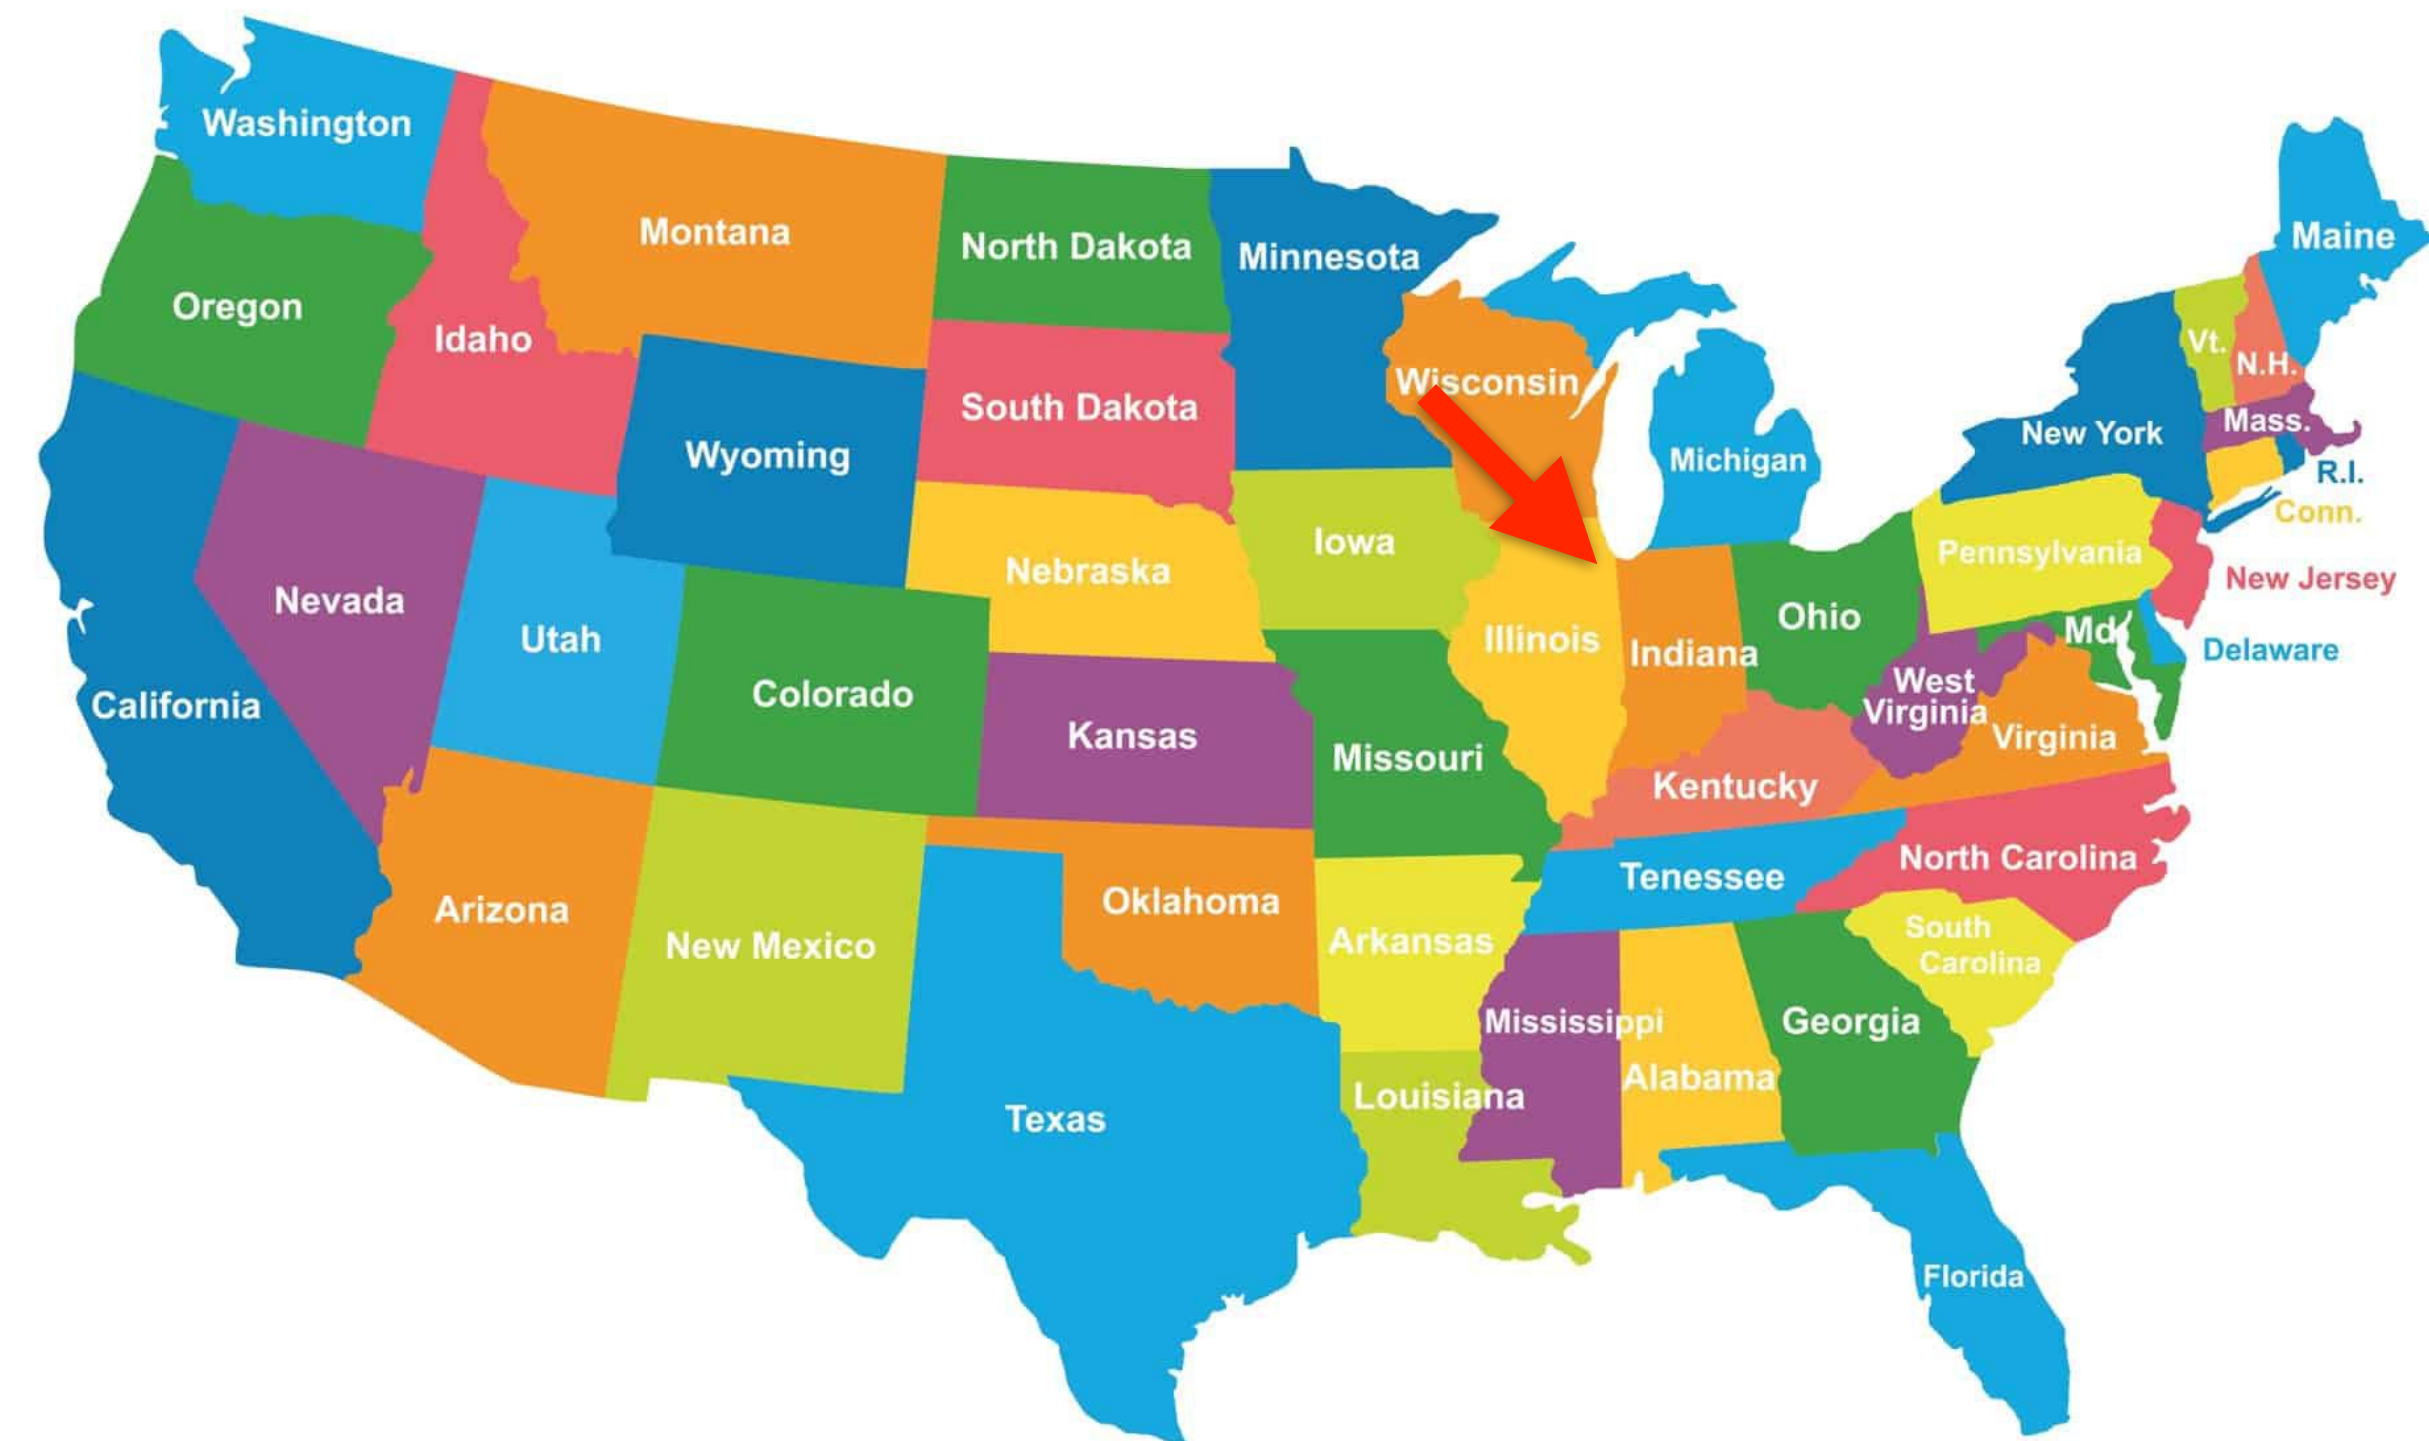 Washington
Maine
Montana
North Dakota
Minnesota
Oregon
Idaho
Vt.
N.H.
Wisconsin
South Dakota
Mass.
New York
Wyoming
Michigan
R.I.
Conn.
Iowa
Pennsylvania
Nebraska
New Jersey
Nevada
Ohio
Md
Utah
Illinois
Indiana
Delaware
West
Virginia
Colorado
California
Kansas
Virginia
Missouri
Kentucky
North Carolina
Tenessee
Oklahoma
Arizona
South
Carolina
Arkansas
New Mexico
Mississippi
Georgia
Alabama
Louisiana
Texas
Florida